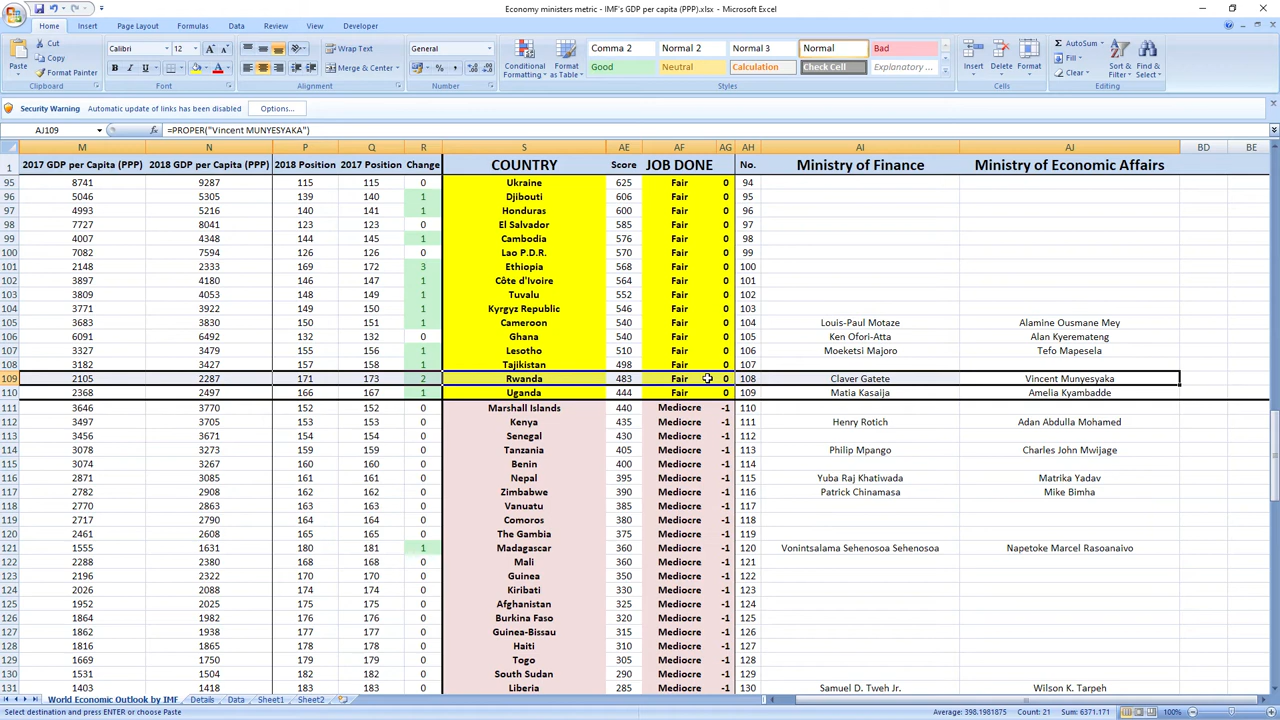 Economy ministers metric - IMF's GDP per capita (PPP).xlsx - Microsoft Excel
Home Insert Page Layout Formulas Data Review View Developer
Paste Cut Copy Format Painter Clipboard
Calibri 12 B I U A A Font
Wrap Text Merge & Center Alignment
General $ % , Number
Conditional Formatting Format as Table
Comma 2 Normal 2 Normal 3 Normal Bad
Good Neutral Calculation Check Cell Explanatory ...
Styles
Insert Delete Format Cells
AutoSum Fill Clear Sort & Filter Find & Select Editing
Security Warning Automatic update of links has been disabled Options...
AJ109 fx =PROPER("Vincent MUNYESYAKA")
M N P Q R S AE AF AG AH AI AJ BD BE
1 2017 GDP per Capita (PPP) 2018 GDP per Capita (PPP) 2018 Position 2017 Position Change COUNTRY Score JOB DONE No. Ministry of Finance Ministry of Economic Affairs
95 8741 9287 115 115 0 Ukraine 625 Fair 0 94
96 5046 5305 139 140 1 Djibouti 606 Fair 0 95
97 4993 5216 140 141 1 Honduras 600 Fair 0 96
98 7727 8041 123 123 0 El Salvador 585 Fair 0 97
99 4007 4348 144 145 1 Cambodia 576 Fair 0 98
100 7082 7594 126 126 0 Lao P.D.R. 570 Fair 0 99
101 2148 2333 169 172 3 Ethiopia 568 Fair 0 100
102 3897 4180 146 147 1 Côte d'Ivoire 564 Fair 0 101
103 3809 4053 148 149 1 Tuvalu 552 Fair 0 102
104 3771 3922 149 150 1 Kyrgyz Republic 546 Fair 0 103
105 3683 3830 150 151 1 Cameroon 540 Fair 0 104 Louis-Paul Motaze Alamine Ousmane Mey
106 6091 6492 132 132 0 Ghana 540 Fair 0 105 Ken Ofori-Atta Alan Kyeremateng
107 3327 3479 155 156 1 Lesotho 510 Fair 0 106 Moeketsi Majoro Tefo Mapesela
108 3182 3427 157 158 1 Tajikistan 498 Fair 0 107
109 2105 2287 171 173 2 Rwanda 483 Fair 0 108 Claver Gatete Vincent Munyesyaka
110 2368 2497 166 167 1 Uganda 444 Fair 0 109 Matia Kasaija Amelia Kyambadde
111 3646 3770 152 152 0 Marshall Islands 440 Mediocre -1 110
112 3497 3705 153 153 0 Kenya 435 Mediocre -1 111 Henry Rotich Adan Abdulla Mohamed
113 3456 3671 154 154 0 Senegal 430 Mediocre -1 112
114 3078 3273 159 159 0 Tanzania 405 Mediocre -1 113 Philip Mpango Charles John Mwijage
115 3074 3267 160 160 0 Benin 400 Mediocre -1 114
116 2871 3085 161 161 0 Nepal 395 Mediocre -1 115 Yuba Raj Khatiwada Matrika Yadav
117 2782 2908 162 162 0 Zimbabwe 390 Mediocre -1 116 Patrick Chinamasa Mike Bimha
118 2770 2863 163 163 0 Vanuatu 385 Mediocre -1 117
119 2717 2790 164 164 0 Comoros 380 Mediocre -1 118
120 2461 2608 165 165 0 The Gambia 375 Mediocre -1 119
121 1555 1631 180 181 1 Madagascar 360 Mediocre -1 120 Vonintsalama Sehenosoa Sehenosoa Napetoke Marcel Rasoanaivo
122 2288 2380 168 168 0 Mali 360 Mediocre -1 121
123 2196 2322 170 170 0 Guinea 350 Mediocre -1 122
124 2026 2088 174 174 0 Kiribati 330 Mediocre -1 123
125 1952 2025 175 175 0 Afghanistan 325 Mediocre -1 124
126 1864 1982 176 176 0 Burkina Faso 320 Mediocre -1 125
127 1862 1938 177 177 0 Guinea-Bissau 315 Mediocre -1 126
128 1816 1865 178 178 0 Haiti 310 Mediocre -1 127
129 1669 1750 179 179 0 Togo 305 Mediocre -1 128
130 1531 1504 182 182 0 South Sudan 290 Mediocre -1 129
131 1403 1418 183 183 0 Liberia 285 Mediocre -1 130 Samuel D. Tweh Jr. Wilson K. Tarpeh
World Economic Outlook by IMF Details Data Sheet1 Sheet2
Select destination and press ENTER or choose Paste Average: 398.1981875 Count: 21 Sum: 6371.171 100%